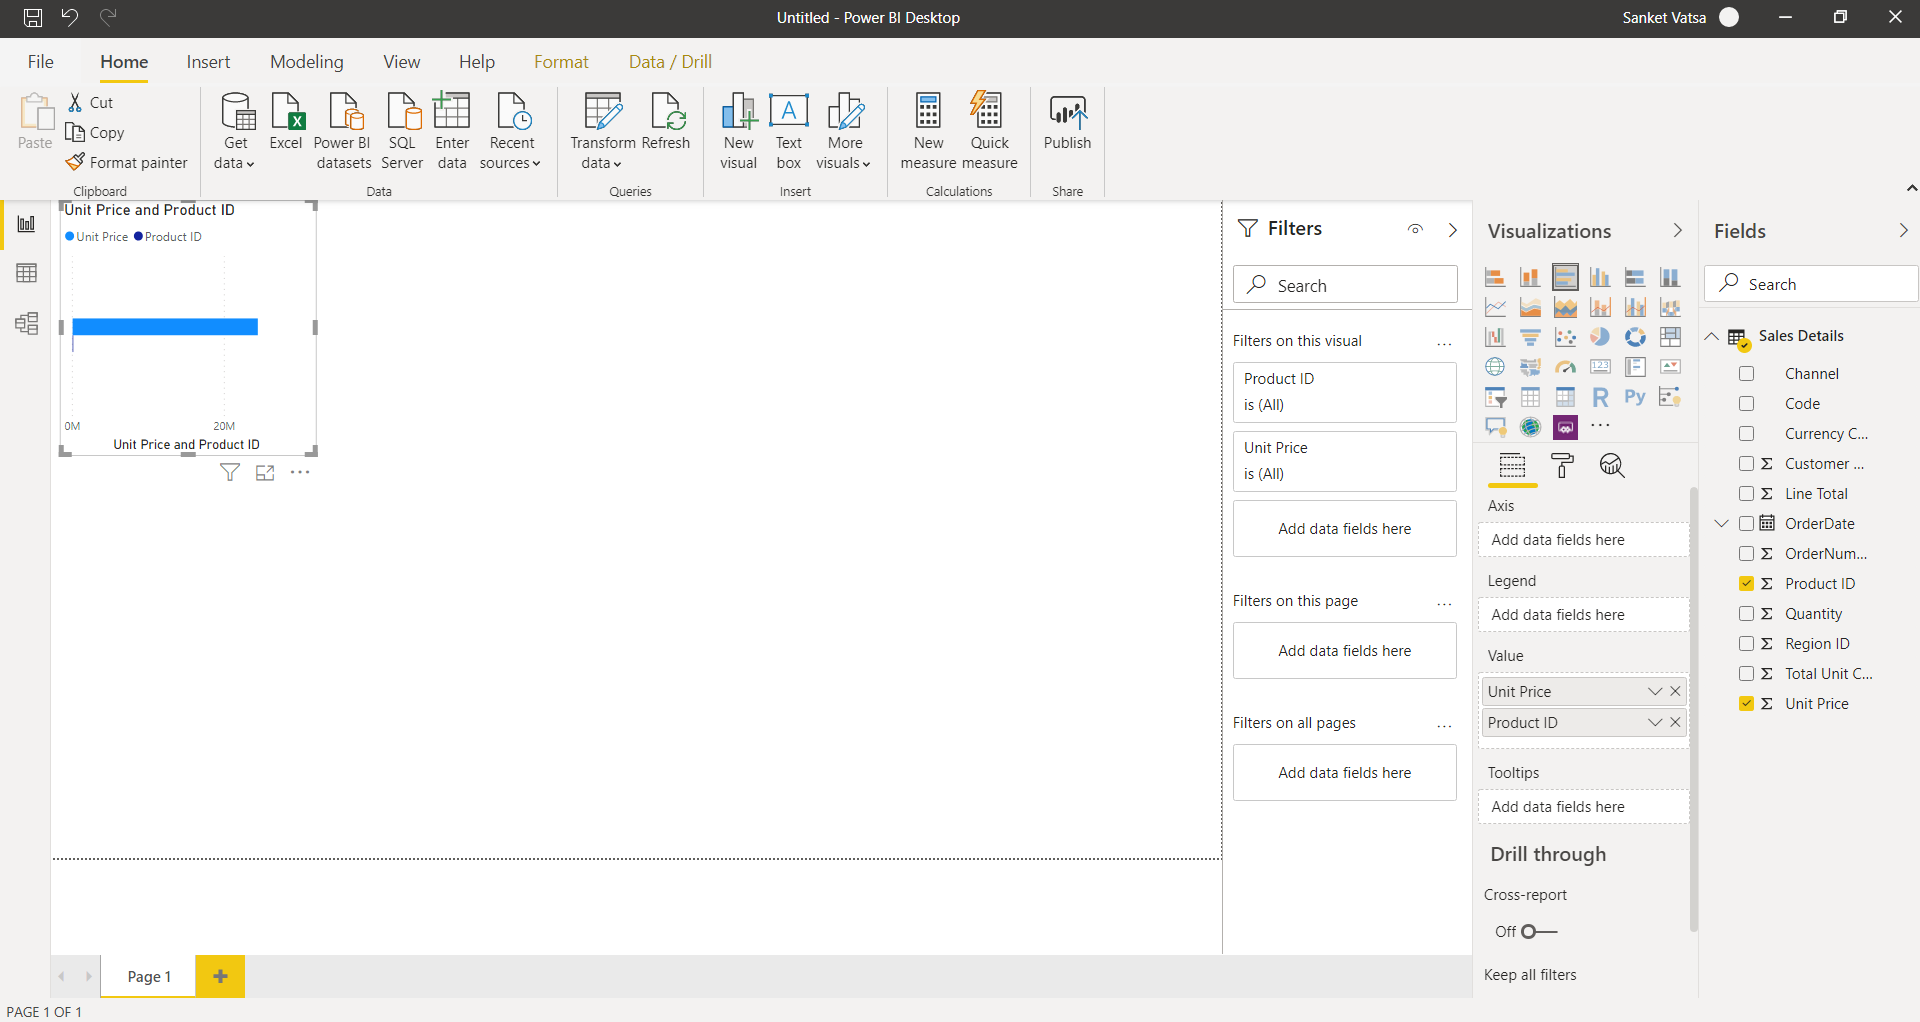 Untitled - Power BI Desktop
Sanket Vatsa
File Home Insert Modeling View Help Format Data / Drill
Paste
Cut
Copy
Format painter
Clipboard
Get data
Excel
Power BI datasets
SQL Server
Enter data
Recent sources
Data
Transform data
Refresh
Queries
New visual
Text box
More visuals
Insert
New measure
Quick measure
Calculations
Publish
Share
Unit Price and Product ID
Unit Price Product ID
0M 20M
Unit Price and Product ID
Filters
Search
Filters on this visual ...
Product ID
is (All)
Unit Price
is (All)
Add data fields here
Filters on this page ...
Add data fields here
Filters on all pages ...
Add data fields here
Visualizations
123
R Py
...
Axis
Add data fields here
Legend
Add data fields here
Value
Unit Price
Product ID
Tooltips
Add data fields here
Drill through
Cross-report
Off
Keep all filters
Fields
Search
Sales Details
Channel
Code
Currency C...
Σ Customer ...
Σ Line Total
OrderDate
Σ OrderNum...
Σ Product ID
Σ Quantity
Σ Region ID
Σ Total Unit C...
Σ Unit Price
Page 1
PAGE 1 OF 1